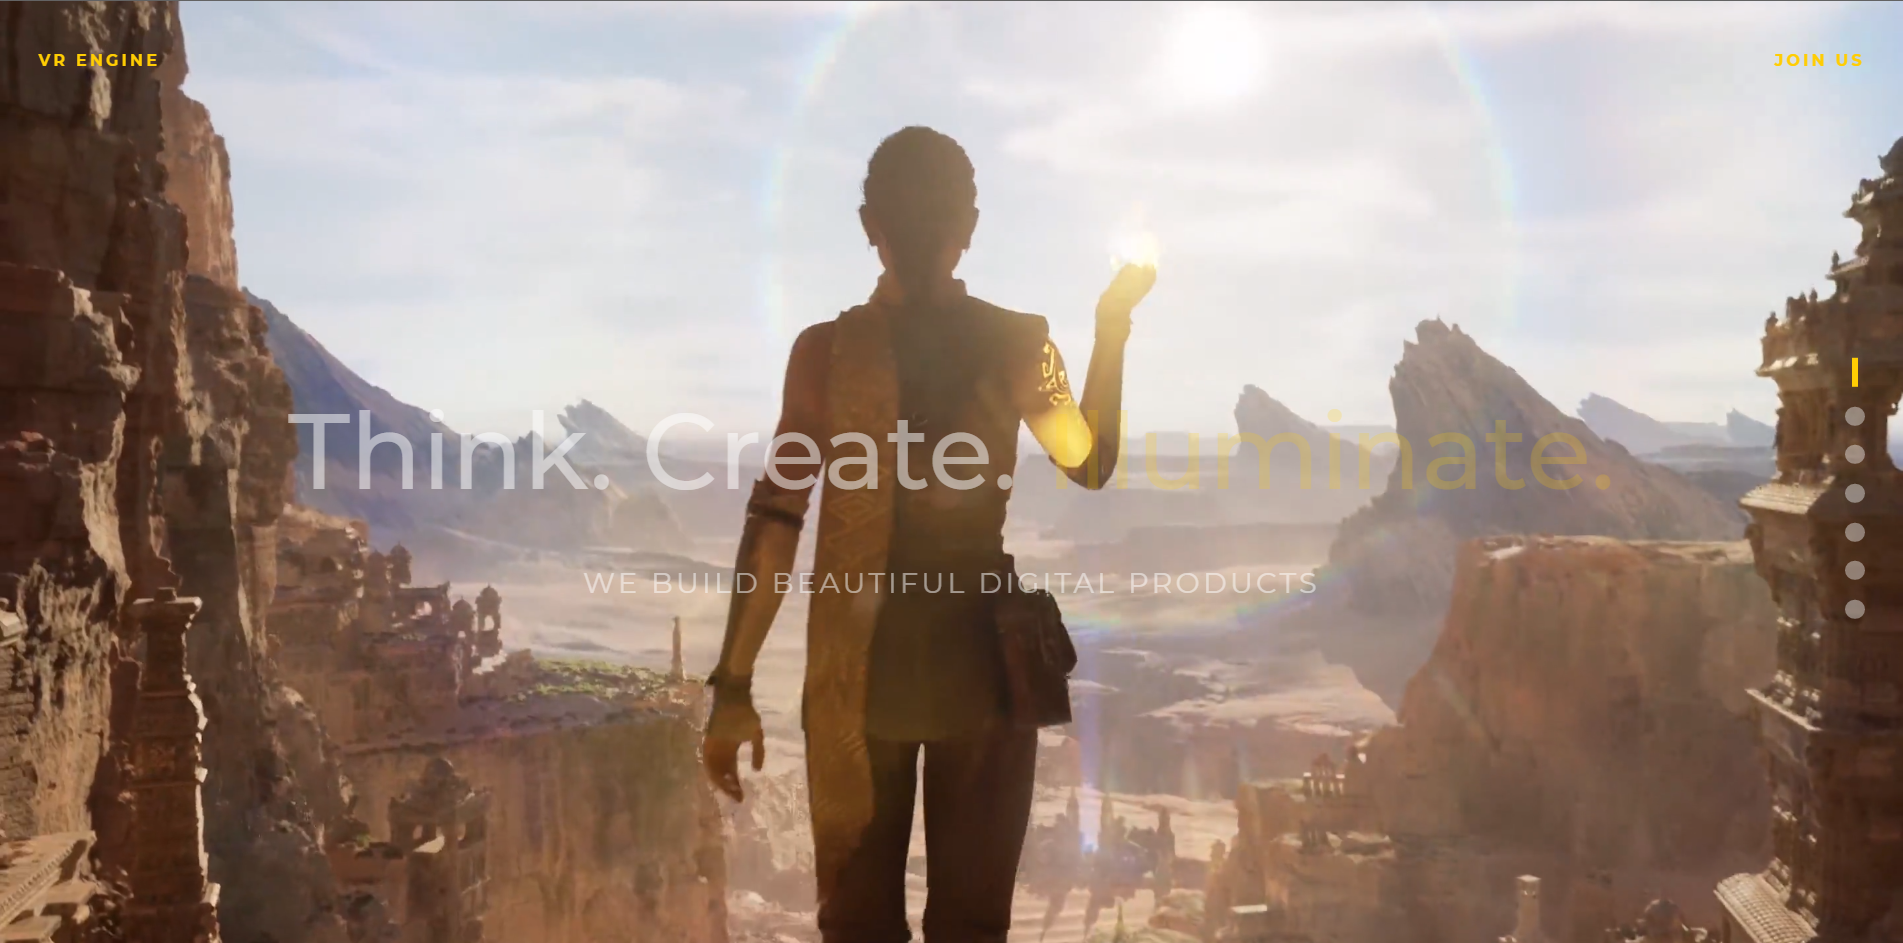 VR ENGINE
JOIN US
Think. Create. Illuminate.
WE BUILD BEAUTIFUL DIGITAL PRODUCTS